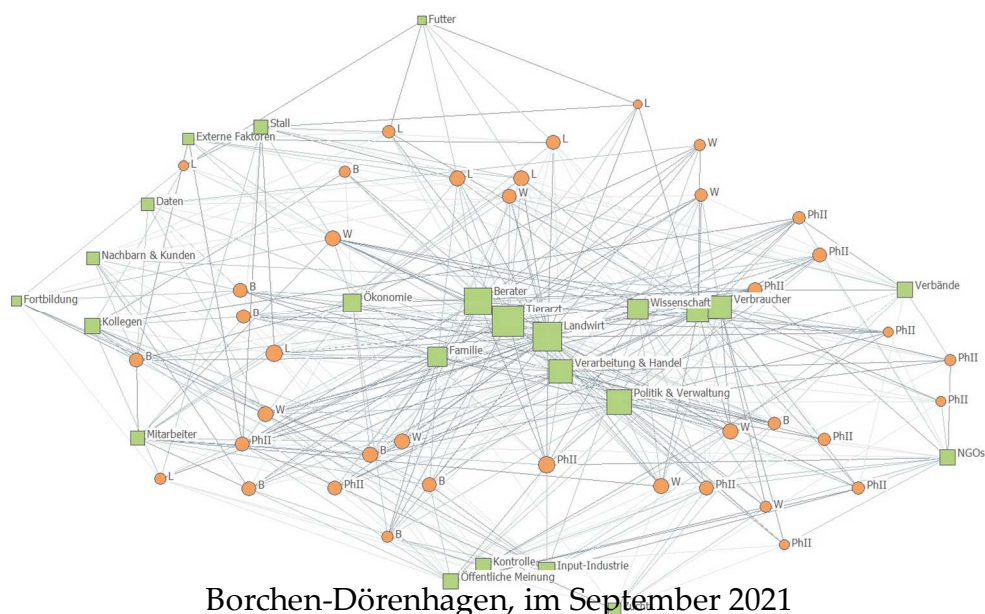 Futter
L
Stall
L
Externe Faktoren
L
W
L
B
L
L
W
W
Daten
PhII
W
PhII
Nachbarn & Kunden
PhII
Verbände
B
Berater
Fortbildung
Ökonomie
Wissenschaft
Verbraucher
Tierarzt
B
Kollegen
Landwirt
PhII
L
Familie
B
Verarbeitung & Handel
PhII
Politik & Verwaltung
PhII
W
B
Mitarbeiter
W
W
PhII
PhII
B
PhII
NGOs
L
B
PhII
B
W
PhII
PhII
W
B
PhII
Kontrolle
Input-Industrie
Öffentliche Meinung
Borchen-Dörenhagen, im September 2021